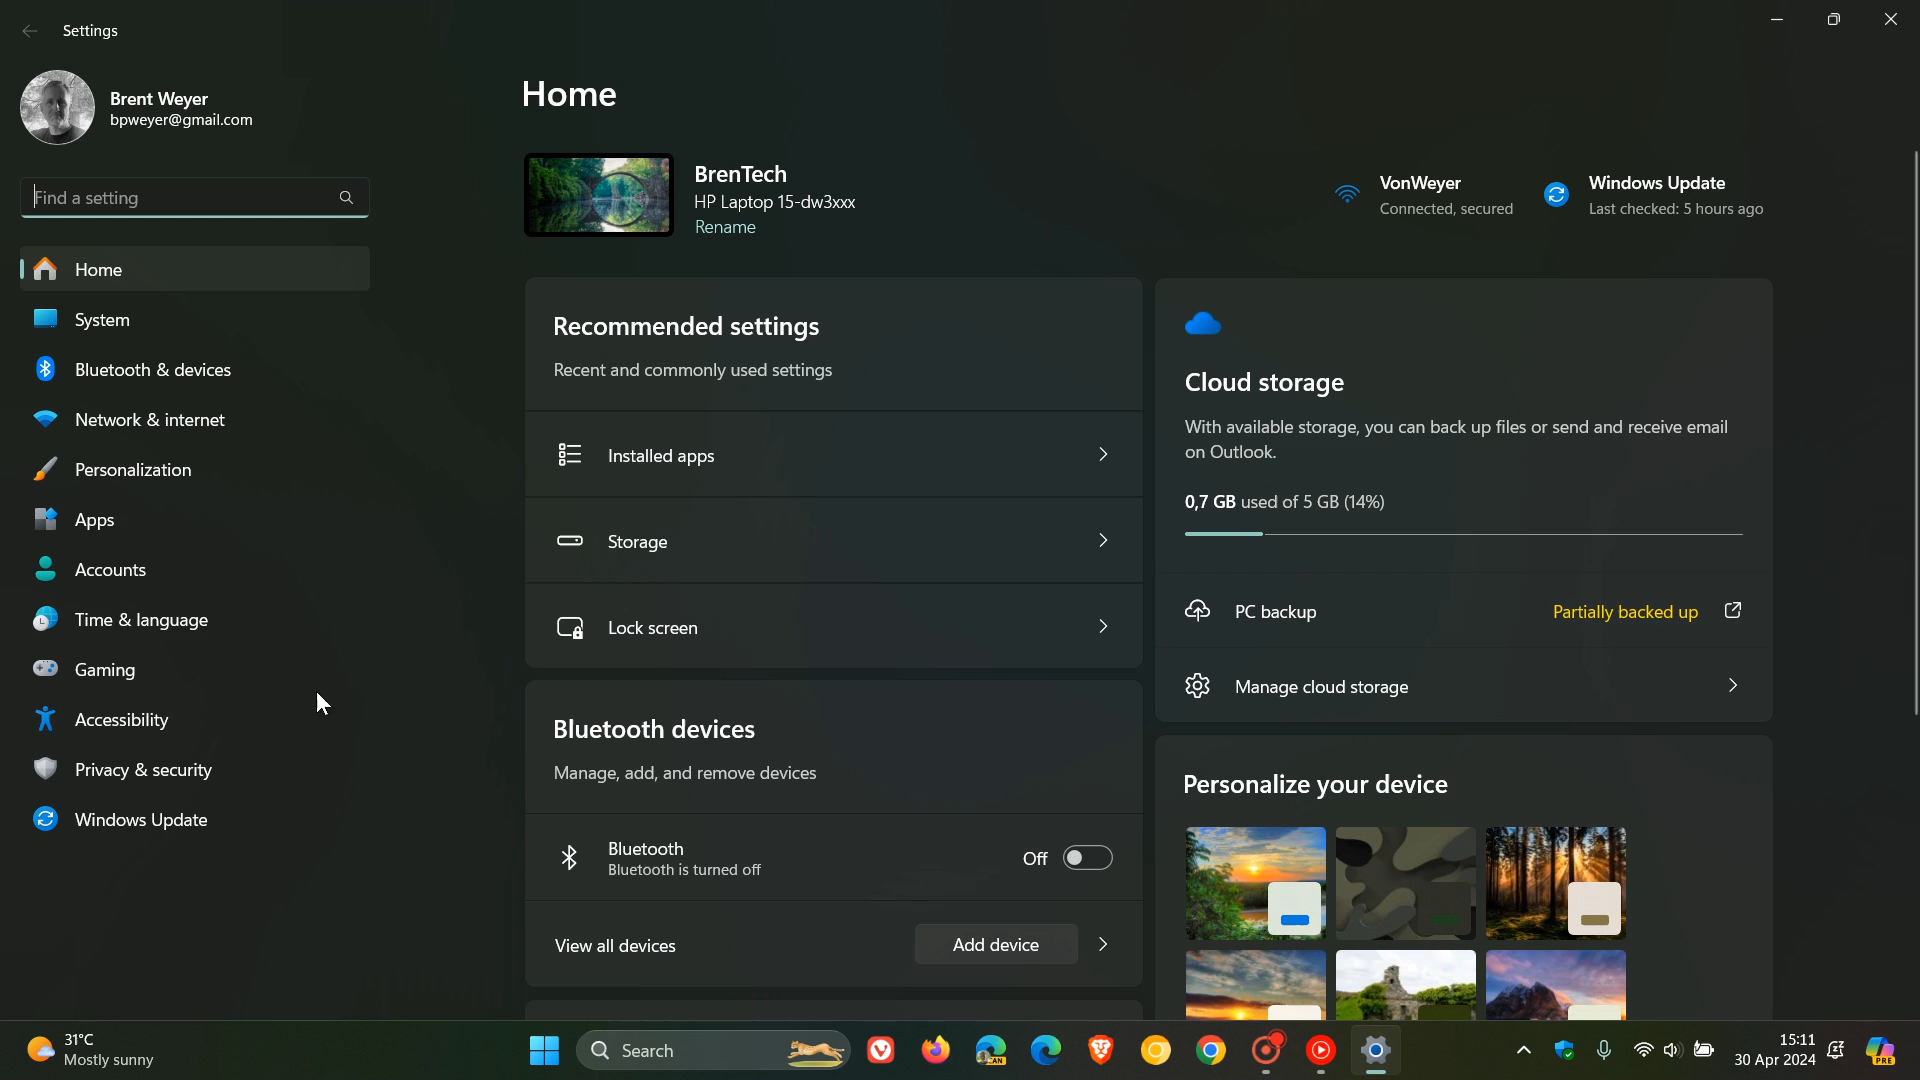 Settings
Brent Weyer
bpweyer@gmail.com
Find a setting
Home
System
Bluetooth & devices
Network & internet
Personalization
Apps
Accounts
Time & language
Gaming
Accessibility
Privacy & security
Windows Update
Home
BrenTech
HP Laptop 15-dw3xxx
Rename
VonWeyer
Connected, secured
Windows Update
Last checked: 5 hours ago
Recommended settings
Recent and commonly used settings
Installed apps
Storage
Lock screen
Bluetooth devices
Manage, add, and remove devices
Bluetooth
Bluetooth is turned off
Off
View all devices
Add device
Cloud storage
With available storage, you can back up files or send and receive email
on Outlook.
0,7 GB used of 5 GB (14%)
PC backup
Partially backed up
Manage cloud storage
Personalize your device
31°C
Mostly sunny
Search
CAN
15:11
30 Apr 2024
PRE